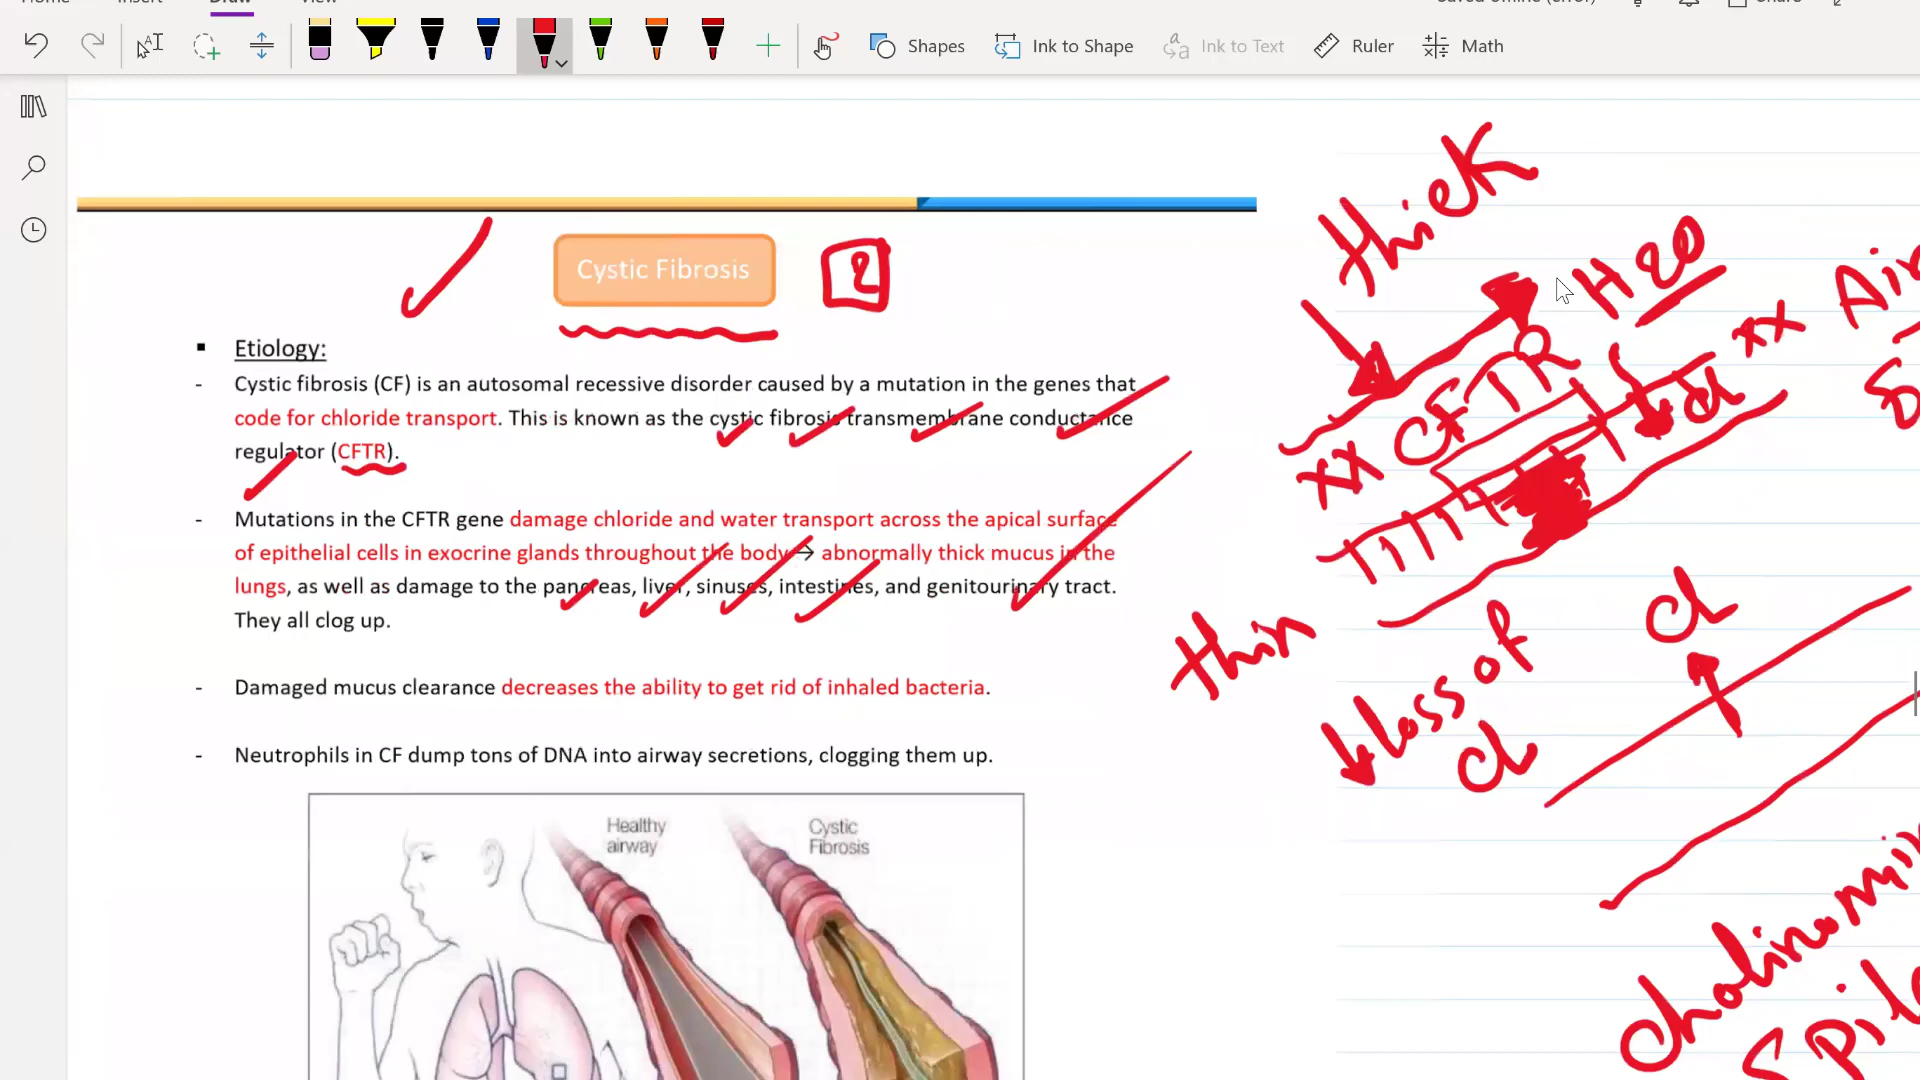 Home Insert Draw View
Shapes Ink to Shape Ink to Text Ruler Math
Cystic Fibrosis
2
Etiology:
- Cystic fibrosis (CF) is an autosomal recessive disorder caused by a mutation in the genes that
code for chloride transport. This is known as the cystic fibrosis transmembrane conductance
regulator (CFTR).
- Mutations in the CFTR gene damage chloride and water transport across the apical surface
of epithelial cells in exocrine glands throughout the body → abnormally thick mucus in the
lungs, as well as damage to the pancreas, liver, sinuses, intestines, and genitourinary tract.
They all clog up.
- Damaged mucus clearance decreases the ability to get rid of inhaled bacteria.
- Neutrophils in CF dump tons of DNA into airway secretions, clogging them up.
Healthy
airway
Cystic
Fibrosis
thick
H2O
xx
xx CFTR
cl
thin
loss of
cl
cl